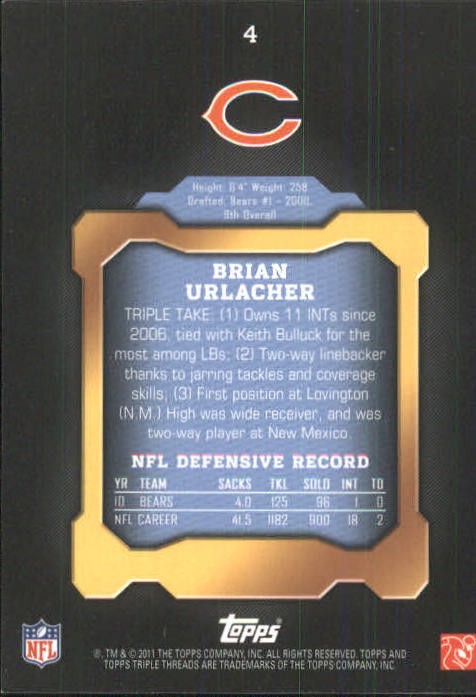 4
C
Height: 6'4" Weight: 258
Drafted: Bears #1 - 2000,
9th Overall
BRIAN
URLACHER
TRIPLE TAKE: (1) Owns 11 INTs since
2006, tied with Keith Bulluck for the
most among LBs; (2) Two-way linebacker
thanks to jarring tackles and coverage
skills; (3) First position at Lovington
(N.M.) High was wide receiver, and was
two-way player at New Mexico.
NFL DEFENSIVE RECORD
YR TEAM SACKS TKL SOLO INT TD
10 BEARS 4.0 125 96 1 0
NFL CAREER 41.5 1182 900 18 2
NFL
TOPPS
®, TM & © 2011 THE TOPPS COMPANY, INC. ALL RIGHTS RESERVED. TOPPS AND
TOPPS TRIPLE THREADS ARE TRADEMARKS OF THE TOPPS COMPANY, INC.